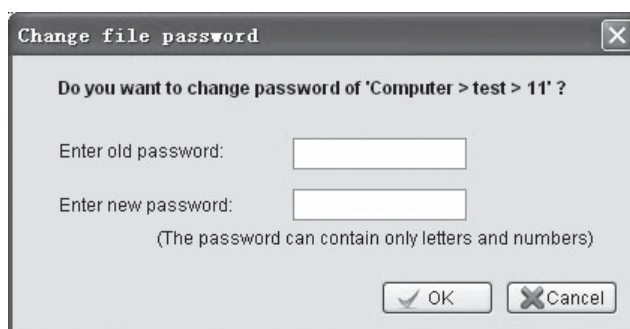 Change file password
Do you want to change password of 'Computer > test > 11' ?
Enter old password:
Enter new password:
(The password can contain only letters and numbers)
OK Cancel